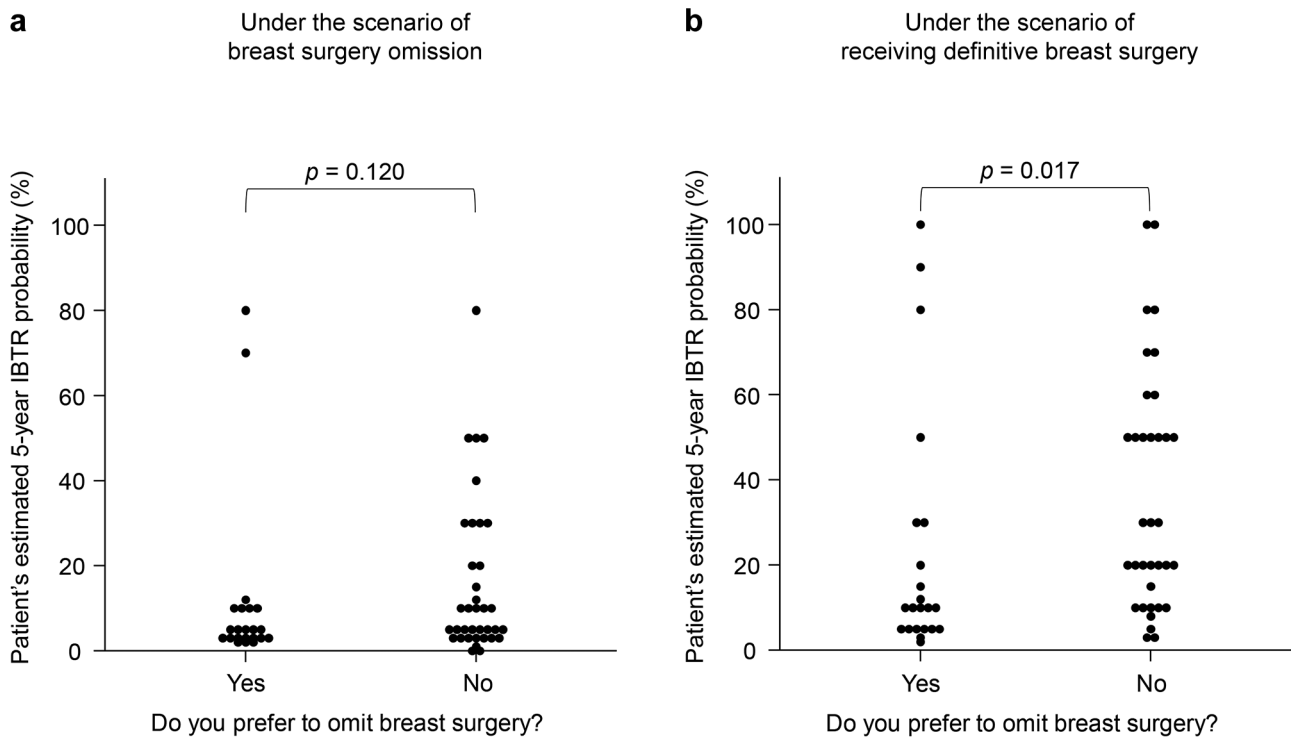 a
Under the scenario of
breast surgery omission
p = 0.120
Patient's estimated 5-year IBTR probability (%)
100
80
60
40
20
0
Yes
No
Do you prefer to omit breast surgery?
b
Under the scenario of
receiving definitive breast surgery
p = 0.017
Patient's estimated 5-year IBTR probability (%)
100
80
60
40
20
0
Yes
No
Do you prefer to omit breast surgery?